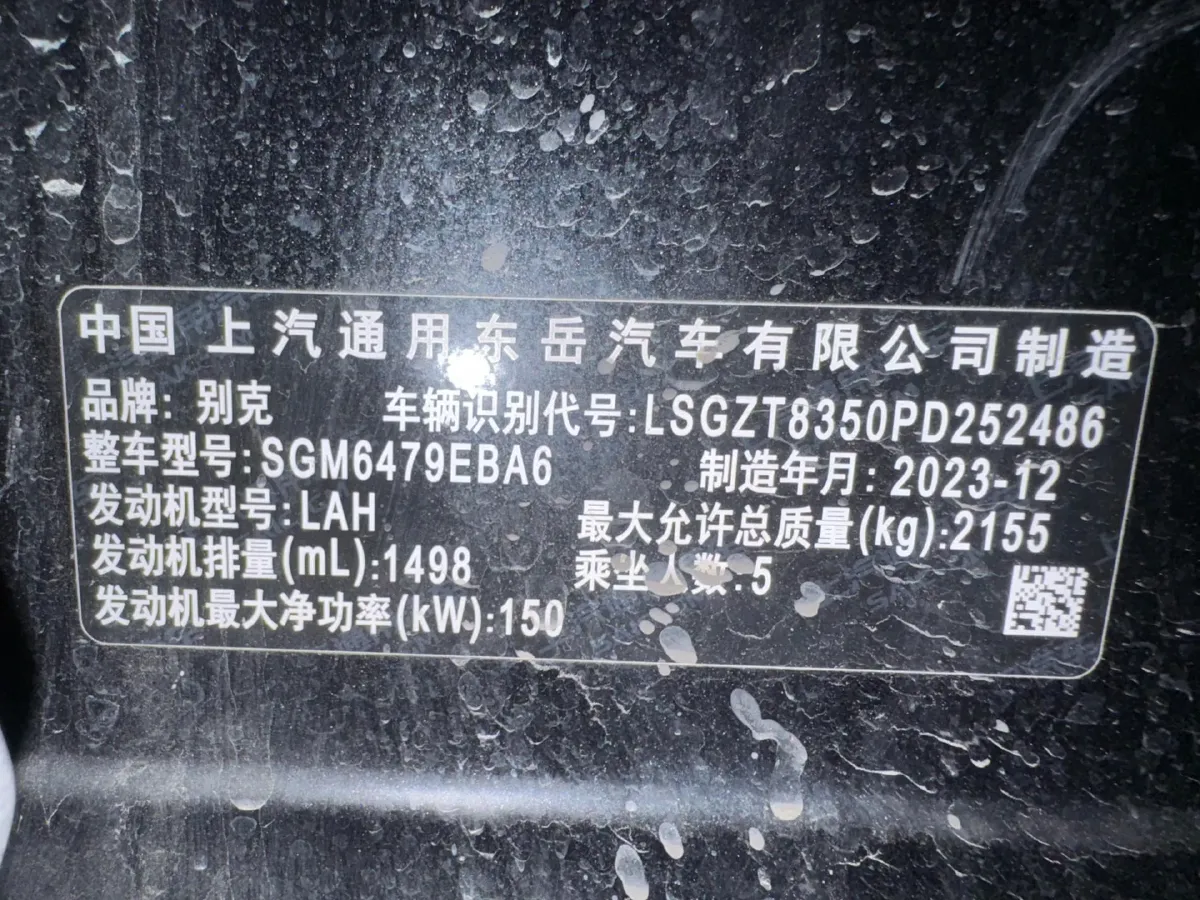 中国 上汽通用东岳汽车有限公司制造
品牌: 别克 车辆识别代号:LSGZT8350PD252486
整车型号:SGM6479EBA6 制造年月: 2023-12
发动机型号:LAH 最大允许总质量(kg):2155
发动机排量(mL):1498 乘坐人数:5
发动机最大净功率(kW):150